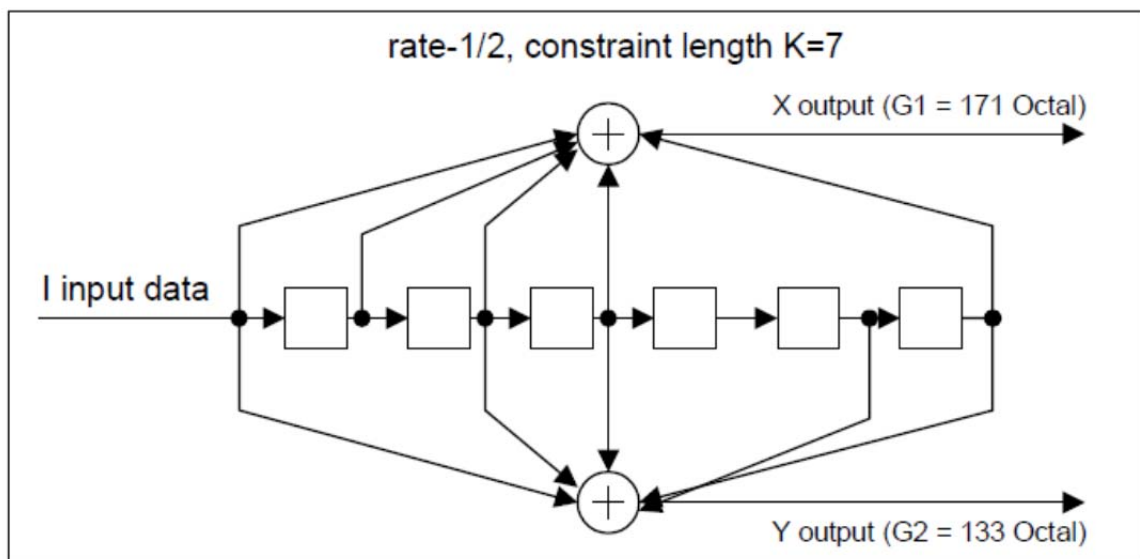 rate-1/2, constraint length K=7
X output (G1 = 171 Octal)
I input data
Y output (G2 = 133 Octal)